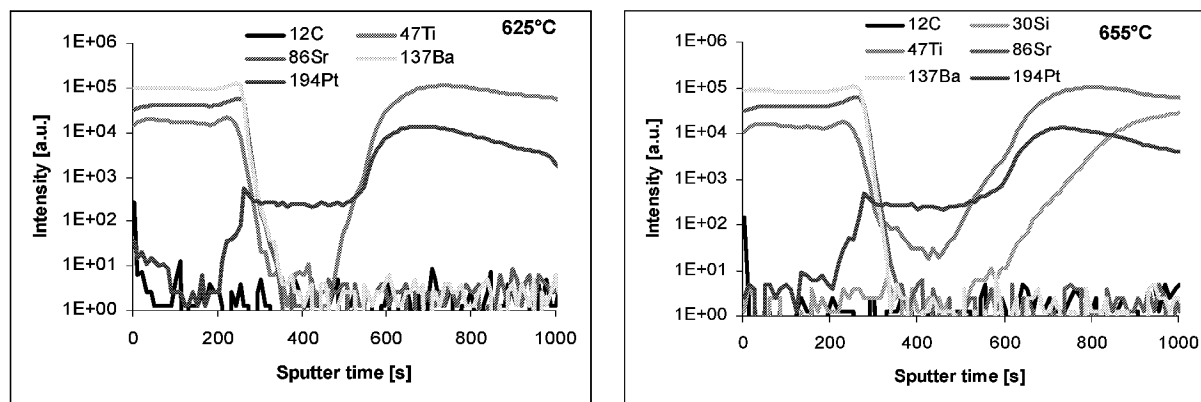 625°C
12C 47Ti
86Sr 137Ba
194Pt
1E+06
1E+05
1E+04
1E+03
1E+02
1E+01
1E+00
Intensity [a.u.]
0 200 400 600 800 1000
Sputter time [s]
655°C
12C 30Si
47Ti 86Sr
137Ba 194Pt
1E+06
1E+05
1E+04
1E+03
1E+02
1E+01
1E+00
Intensity [a.u.]
0 200 400 600 800 1000
Sputter time [s]